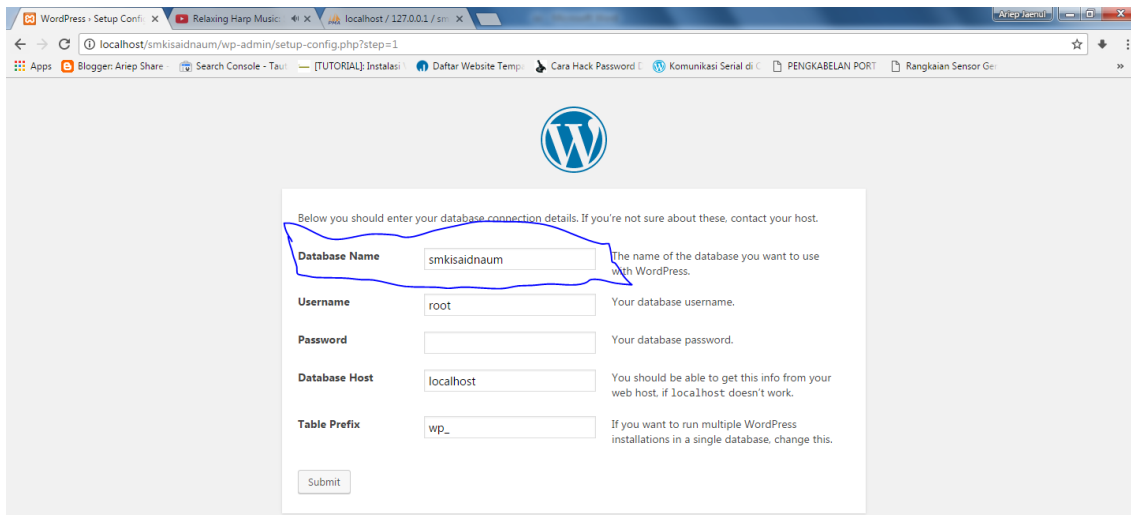 WordPress › Setup Confi
Relaxing Harp Music:
localhost / 127.0.0.1 / sm
Ariep Jaenul
localhost/smkisaidnaum/wp-admin/setup-config.php?step=1
Apps Blogger: Ariep Share - Search Console - Taut [TUTORIAL]: Instalasi Daftar Website Temp Cara Hack Password Komunikasi Serial di PENGKABELAN PORT Rangkaian Sensor Ge
Below you should enter your database connection details. If you're not sure about these, contact your host.
Database Name smkisaidnaum The name of the database you want to use
with WordPress.
Username root Your database username.
Password Your database password.
Database Host localhost You should be able to get this info from your
web host, if localhost doesn't work.
Table Prefix wp_ If you want to run multiple WordPress
installations in a single database, change this.
Submit